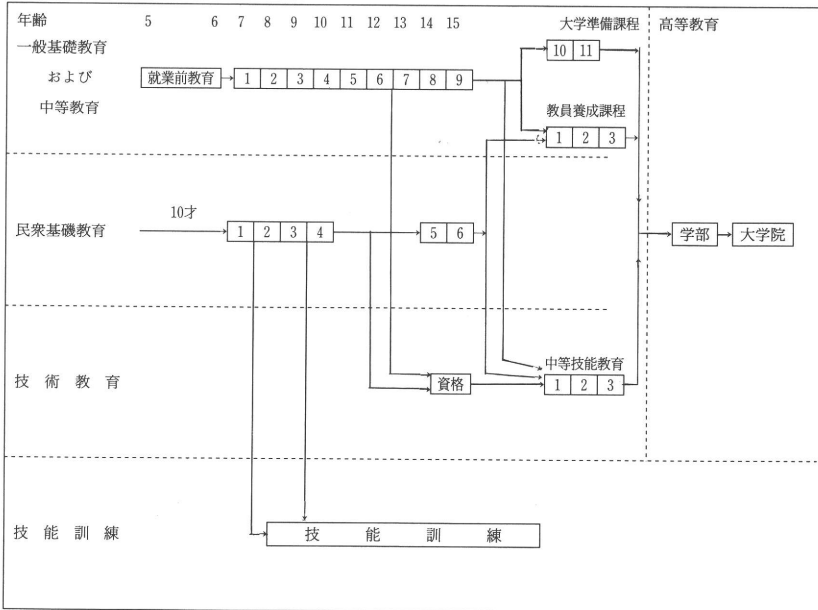 年齢 5 6 7 8 9 10 11 12 13 14 15 大学準備課程 高等教育
一般基礎教育 10 11
および 就業前教育 1 2 3 4 5 6 7 8 9
中等教育 教員養成課程
1 2 3
10才
民衆基礎教育 1 2 3 4 5 6 学部 大学院
中等技能教育
技術教育 資格 1 2 3
技能訓練 技能訓練